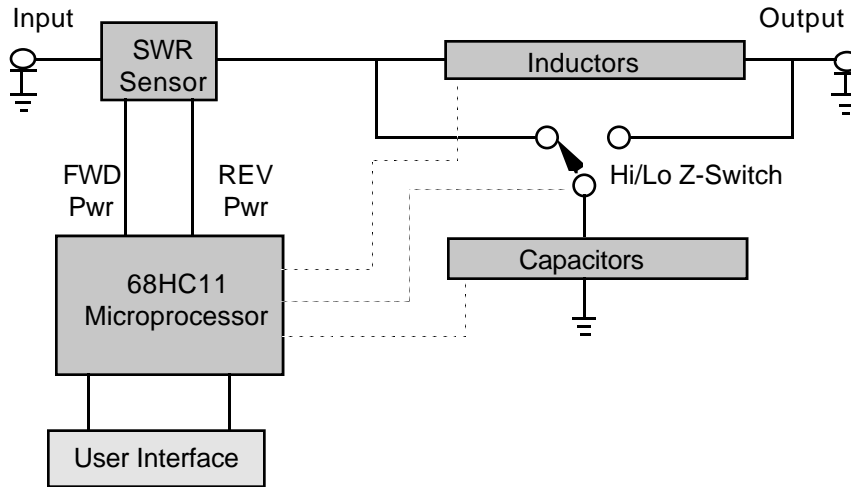 Input
Output
SWR
Sensor
Inductors
FWD
Pwr
REV
Pwr
Hi/Lo Z-Switch
Capacitors
68HC11
Microprocessor
User Interface